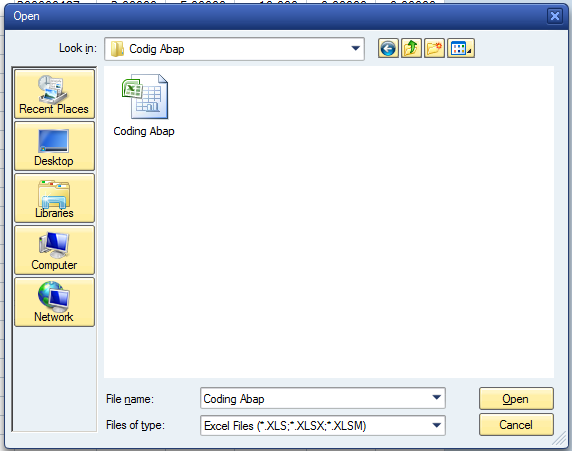 Open
Look in: Codig Abap
Recent Places
Coding Abap
Desktop
Libraries
Computer
Network
File name: Coding Abap Open
Files of type: Excel Files (*.XLS;*.XLSX;*.XLSM) Cancel